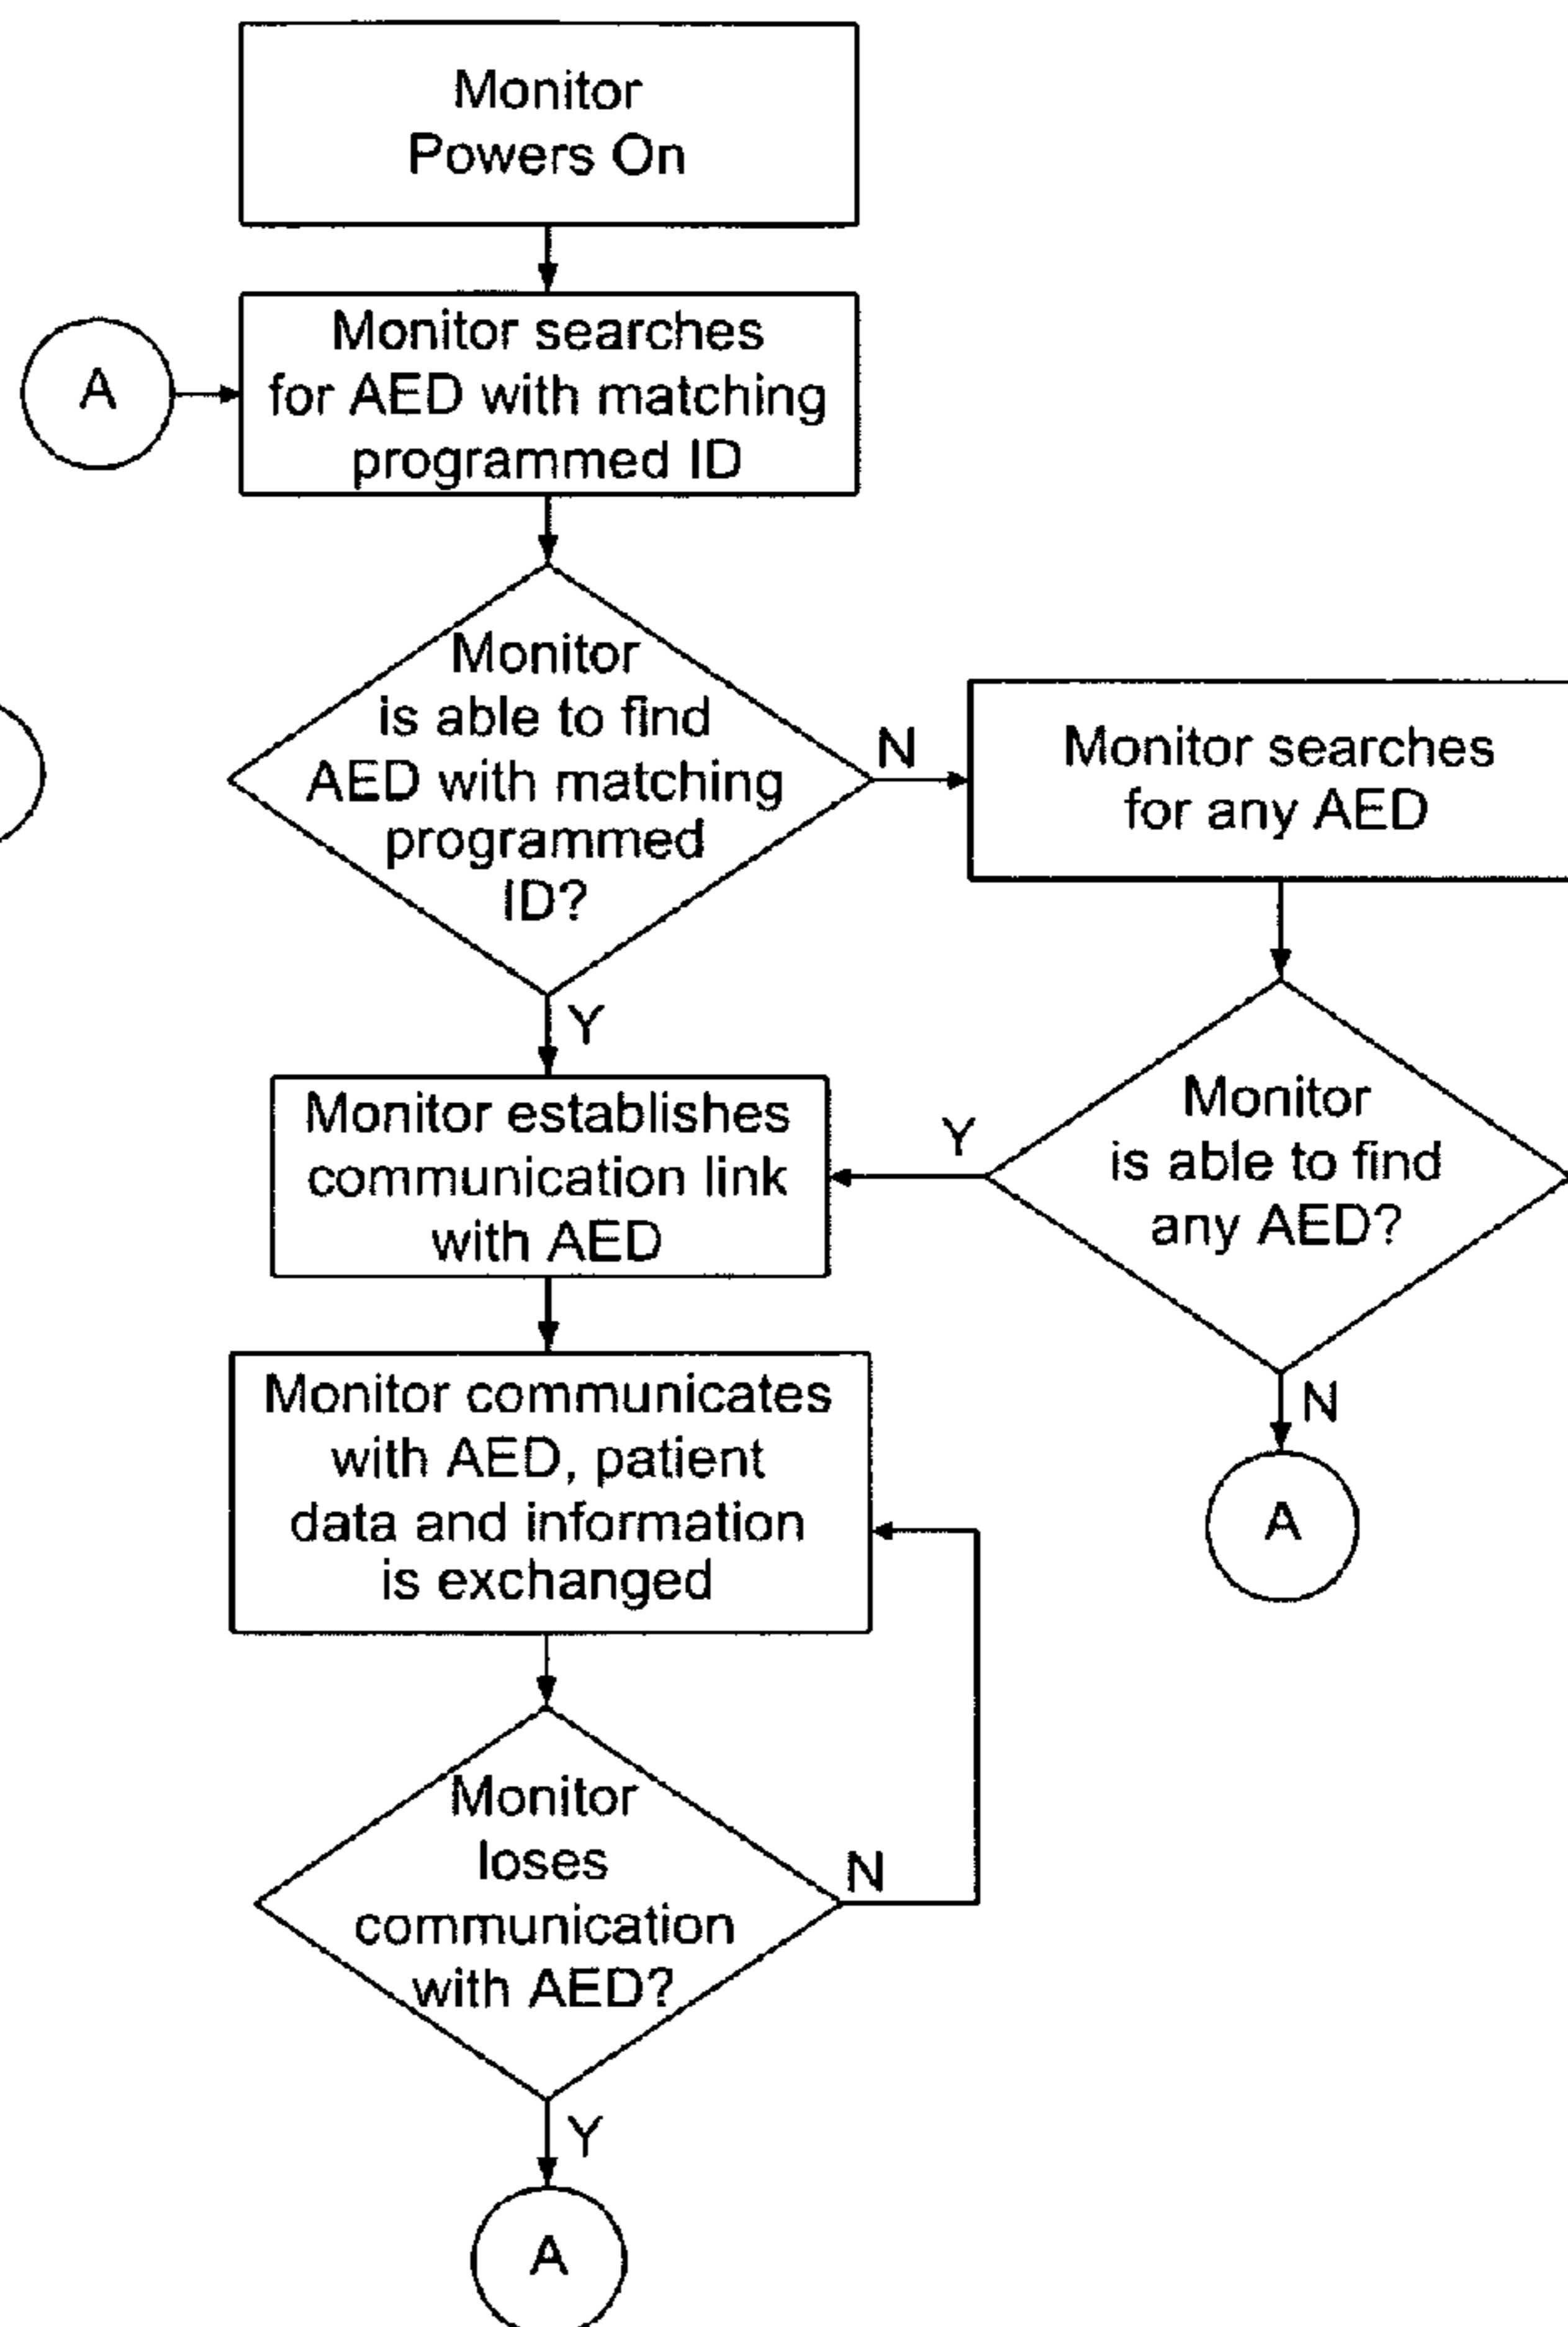 Monitor
Powers On
A
Monitor searches
for AED with matching
programmed ID
Monitor
is able to find
AED with matching
programmed
ID?
N
Monitor searches
for any AED
Y
Monitor establishes
communication link
with AED
Y
Monitor
is able to find
any AED?
N
A
Monitor communicates
with AED, patient
data and information
is exchanged
Monitor
loses
communication
with AED?
N
Y
A